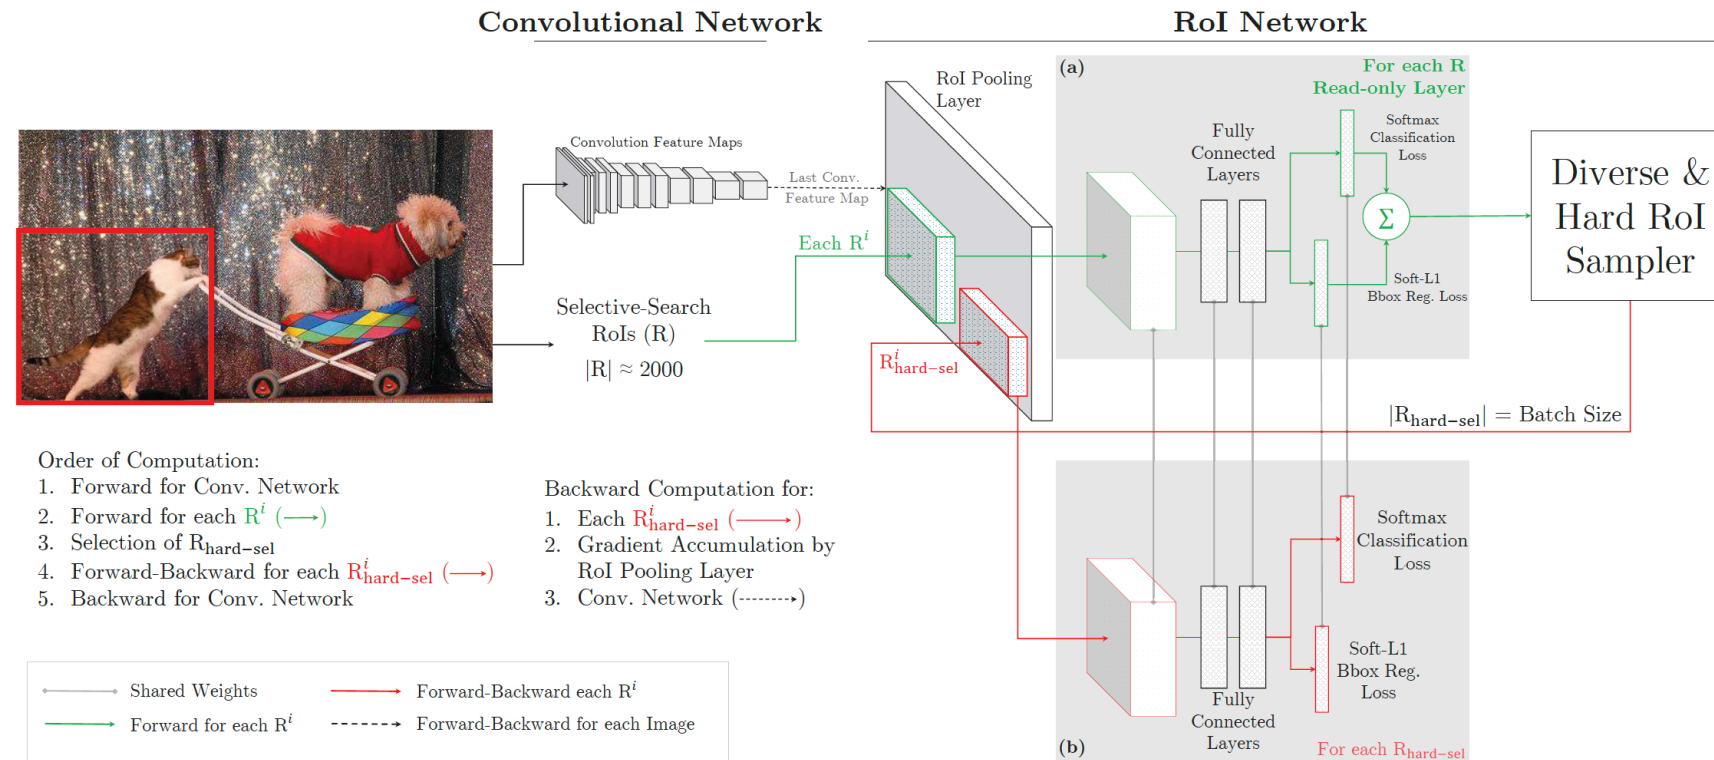 Convolutional Network
RoI Network
(a)
For each R
Read-only Layer
RoI Pooling
Layer
Convolution Feature Maps
Last Conv.
Feature Map
Fully
Connected
Layers
Softmax
Classification
Loss
Soft-L1
Bbox Reg. Loss
Σ
Diverse &
Hard RoI
Sampler
Each R^i
Selective-Search
RoIs (R)
|R| ≈ 2000
R^i_hard−sel
|R_hard−sel| = Batch Size
Order of Computation:
1. Forward for Conv. Network
2. Forward for each R^i (⟶)
3. Selection of R_hard−sel
4. Forward-Backward for each R^i_hard−sel (⟶)
5. Backward for Conv. Network
Backward Computation for:
1. Each R^i_hard−sel (⟶)
2. Gradient Accumulation by
RoI Pooling Layer
3. Conv. Network (⤍)
Softmax
Classification
Loss
Soft-L1
Bbox Reg.
Loss
Fully
Connected
Layers
(b)
For each R_hard−sel
Shared Weights
Forward-Backward each R^i
Forward for each R^i
Forward-Backward for each Image